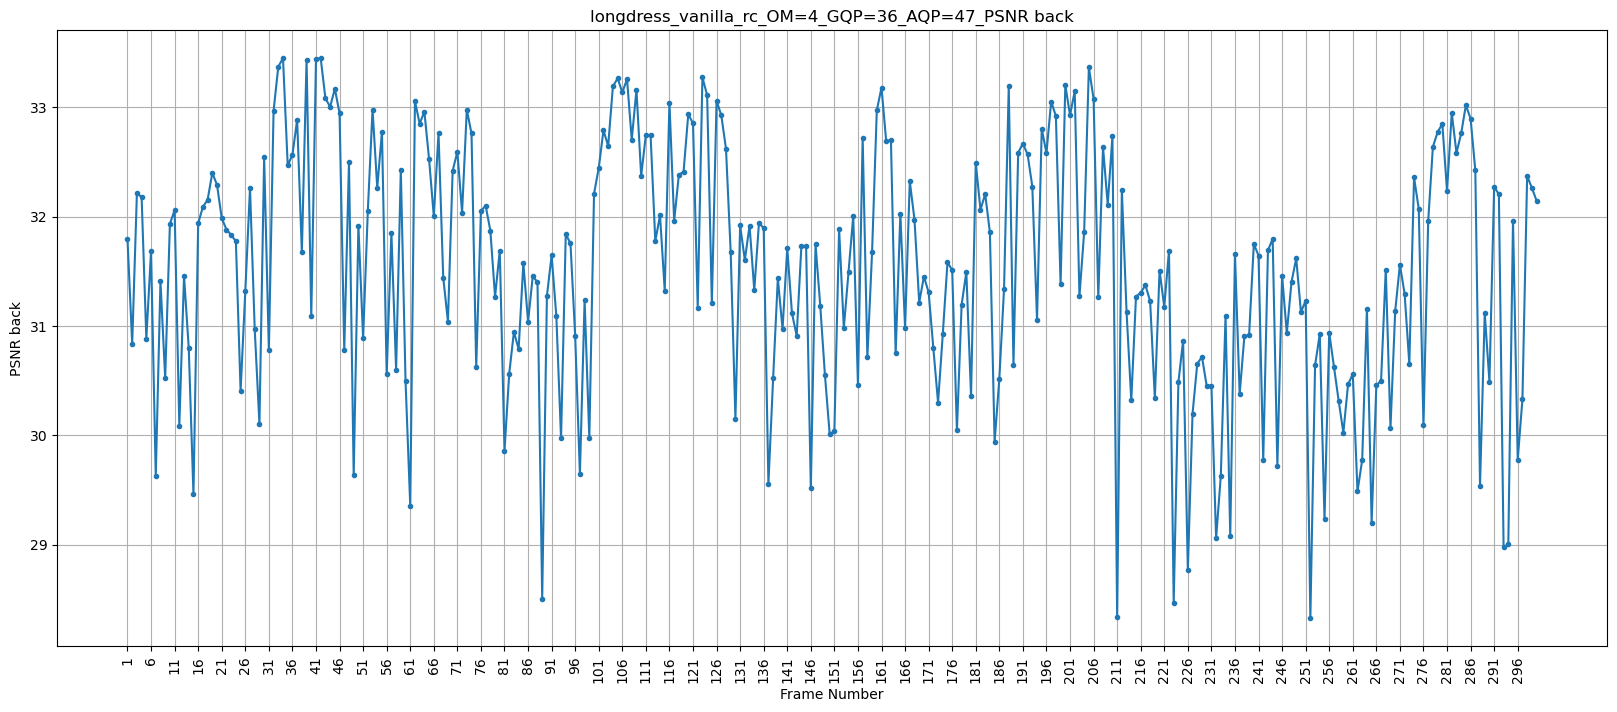 longdress_vanilla_rc_OM=4_GQP=36_AQP=47_PSNR back
PSNR back
33
32
31
30
29
1 6 11 16 21 26 31 36 41 46 51 56 61 66 71 76 81 86 91 96 101 106 111 116 121 126 131 136 141 146 151 156 161 166 171 176 181 186 191 196 201 206 211 216 221 226 231 236 241 246 251 256 261 266 271 276 281 286 291 296
Frame Number